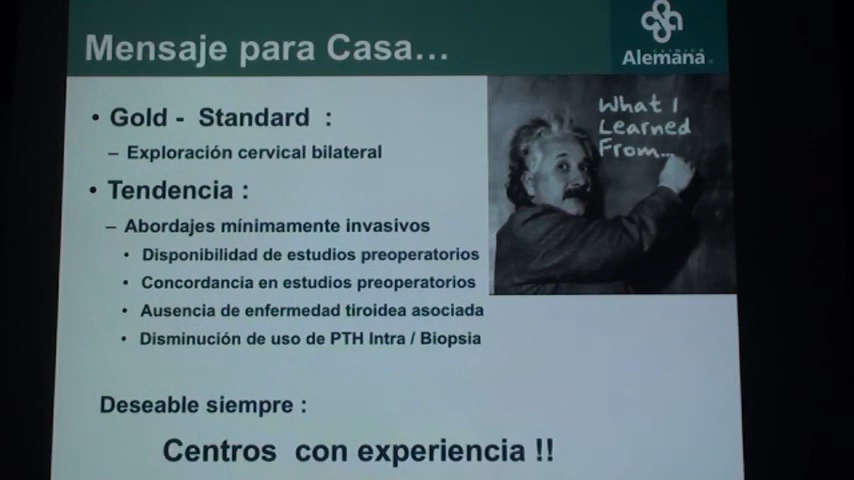 Mensaje para Casa...
CLINICA
Alemana
• Gold - Standard :
– Exploración cervical bilateral
• Tendencia :
– Abordajes mínimamente invasivos
• Disponibilidad de estudios preoperatorios
• Concordancia en estudios preoperatorios
• Ausencia de enfermedad tiroidea asociada
• Disminución de uso de PTH Intra / Biopsia
What I
Learned
From...
Deseable siempre :
Centros con experiencia !!